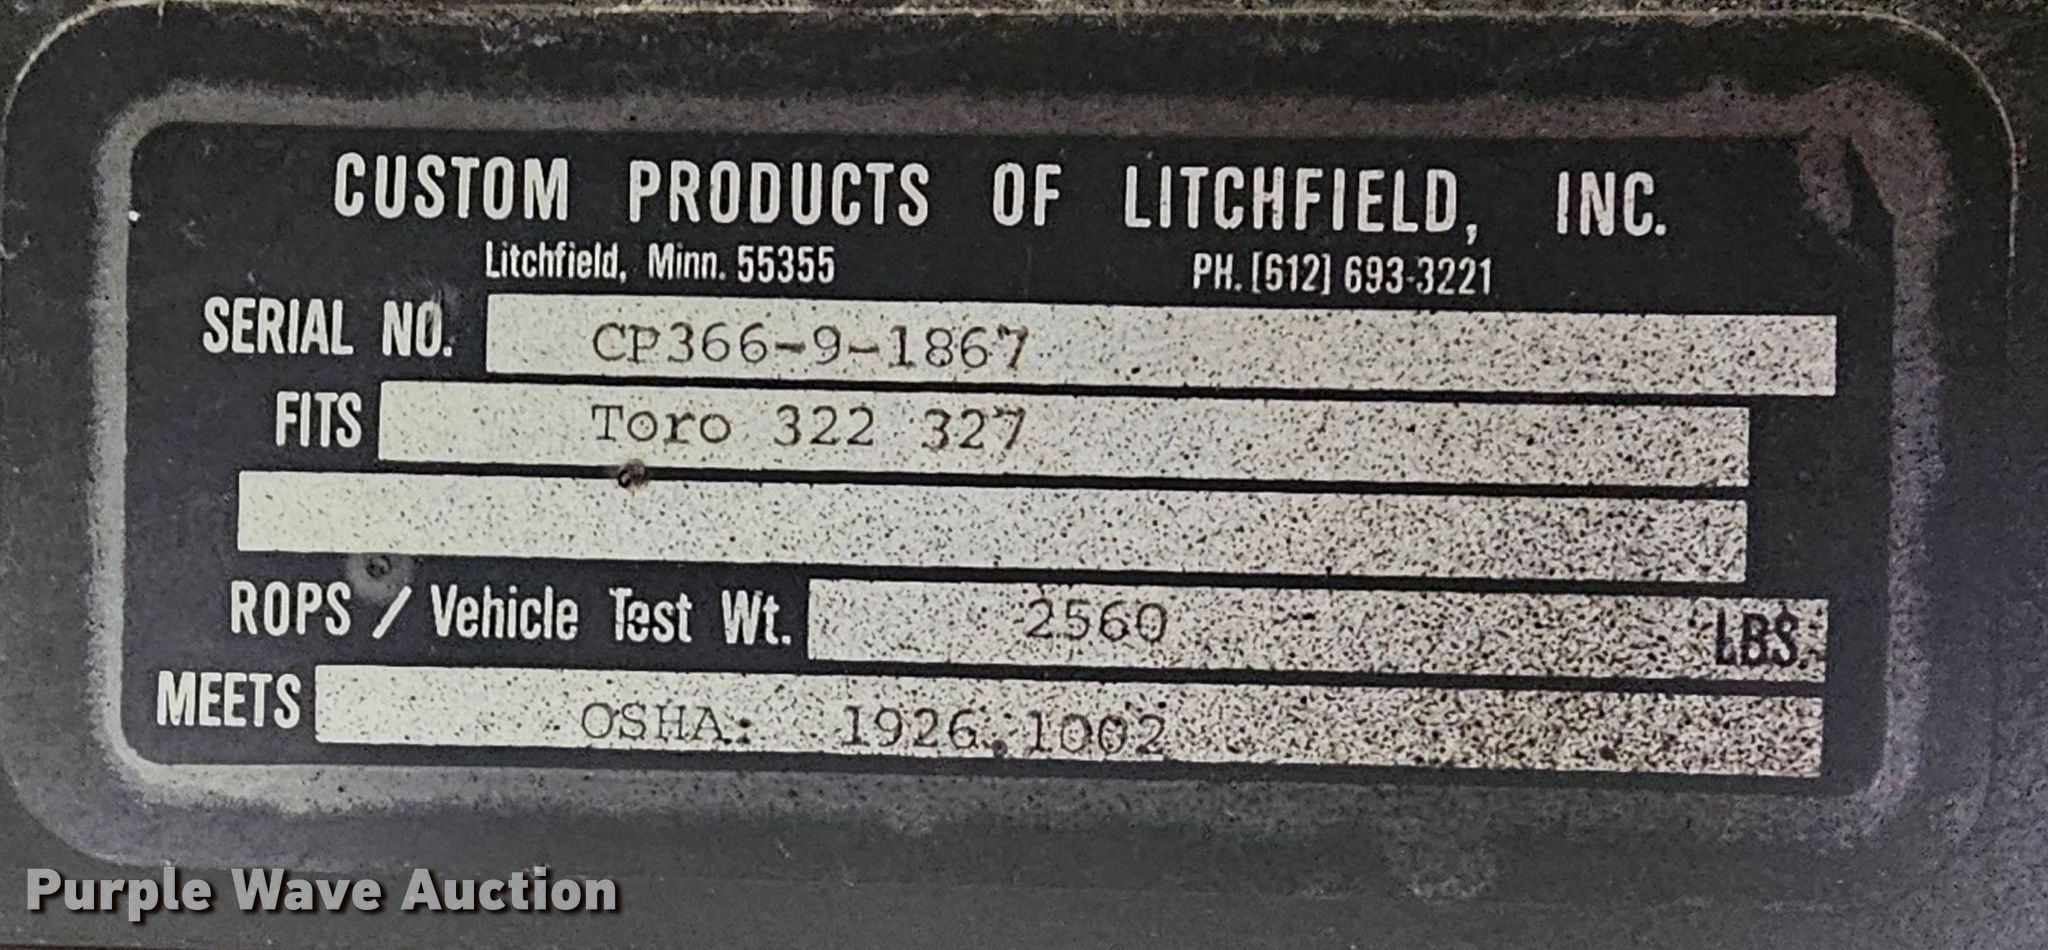 CUSTOM PRODUCTS OF LITCHFIELD, INC.
Litchfield, Minn. 55355 PH. [612] 693-3221
SERIAL NO. CP366-9-1867
FITS Toro 322 327
ROPS / Vehicle Test Wt. 2560 LBS.
MEETS OSHA: 1926.1002
Purple Wave Auction